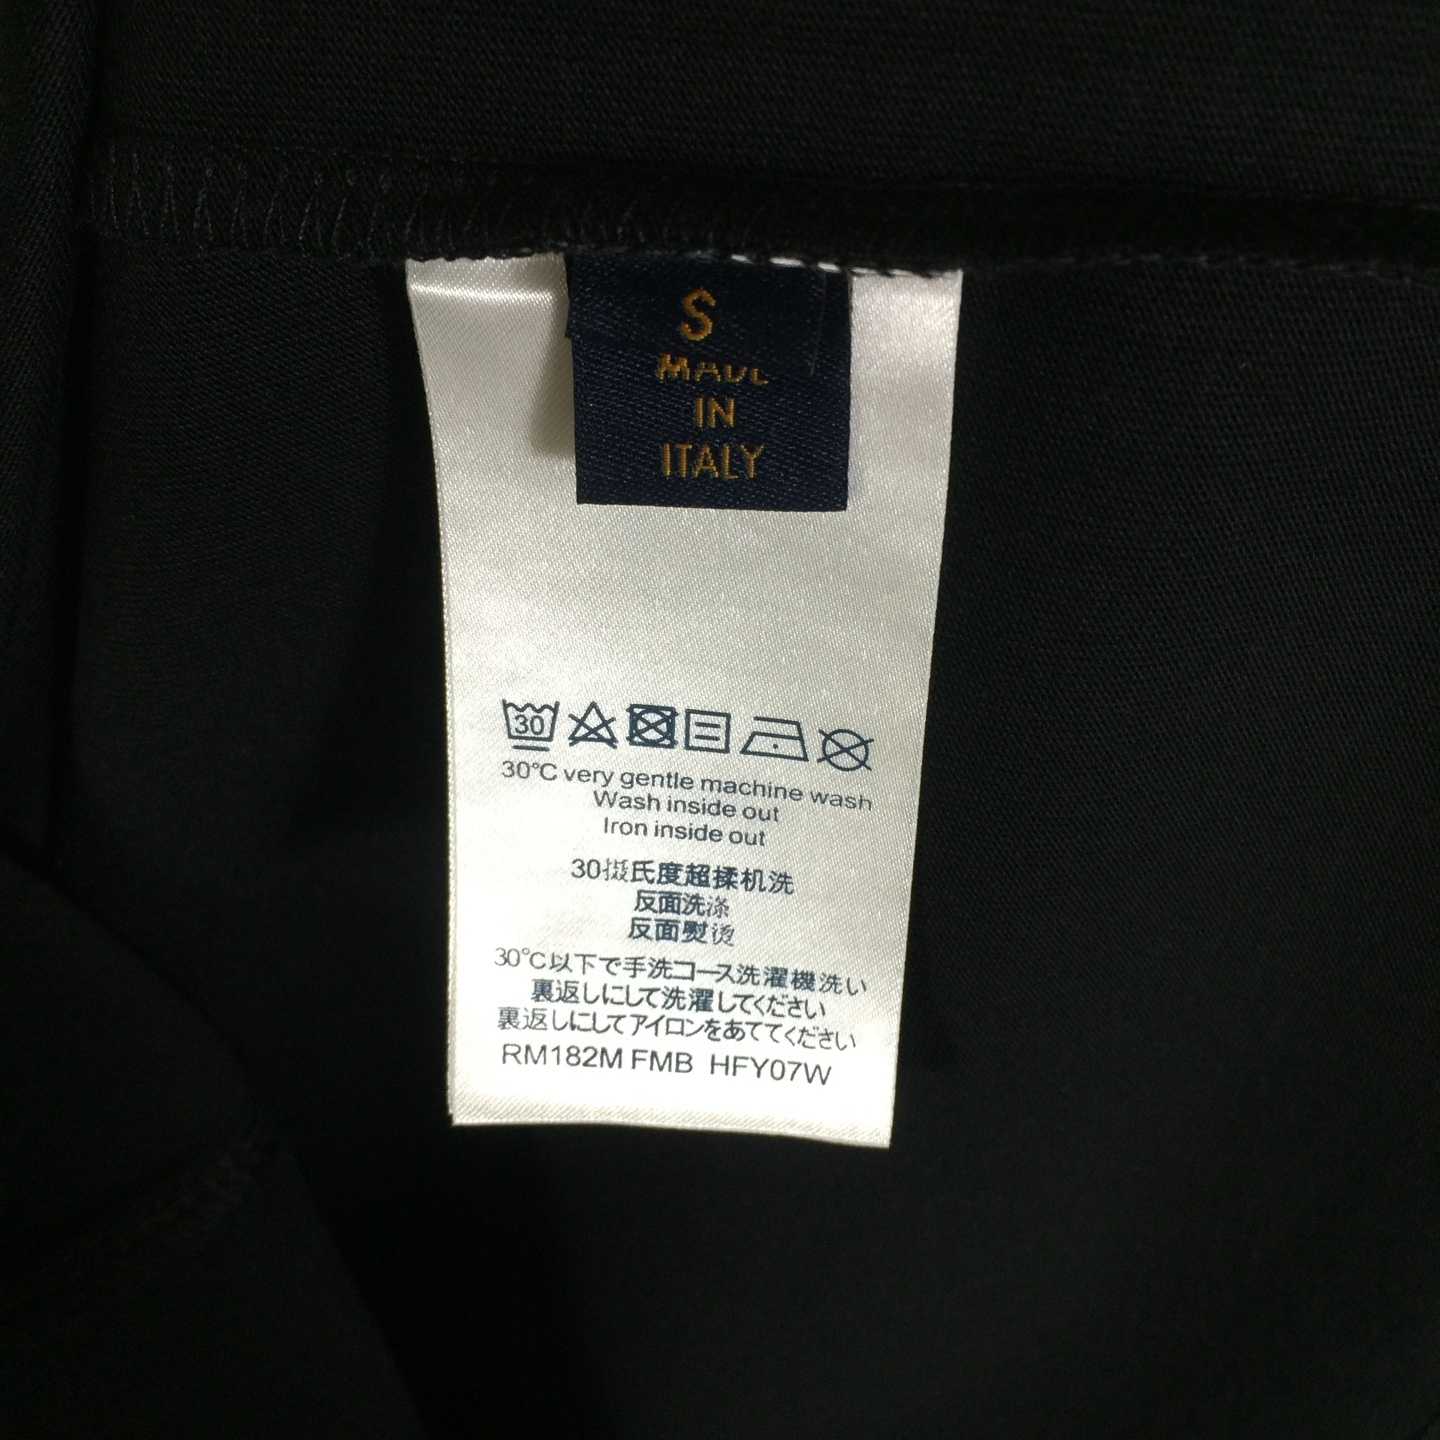 S
MADE
IN
ITALY
30
30°C very gentle machine wash
Wash inside out
Iron inside out
30摄氏度超揉机洗
反面洗涤
反面熨烫
30°C以下で手洗コース洗濯機洗い
裏返しにして洗濯してください
裏返しにしてアイロンをあててください
RM182M FMB HFY07W